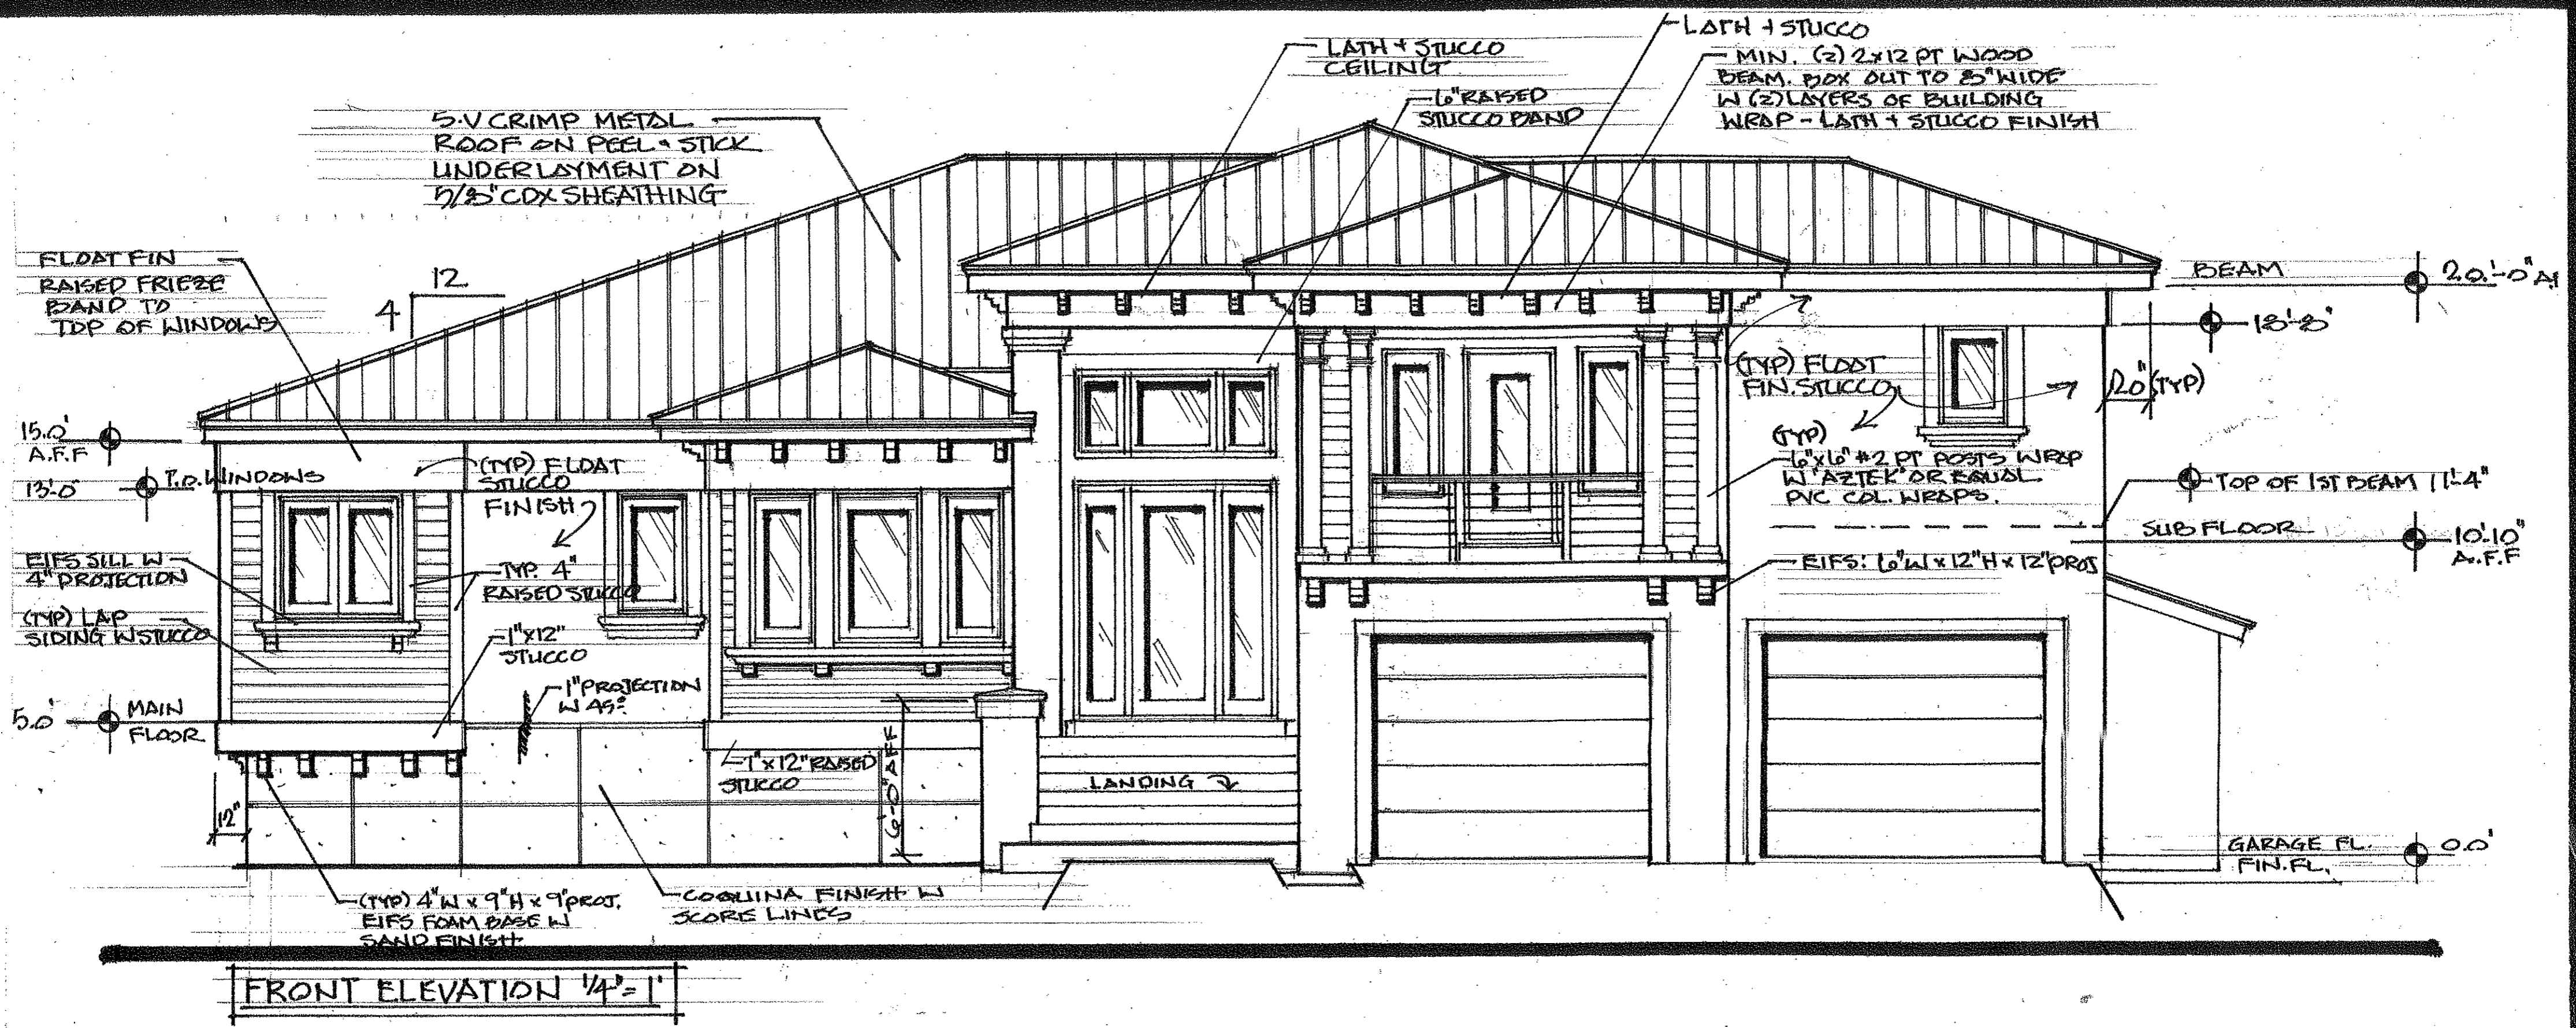 LATH + STUCCO
CEILING
LATH + STUCCO
MIN. (2) 2x12 PT WOOD
BEAM. BOX OUT TO 8" WIDE
W (2) LAYERS OF BUILDING
WRAP - LATH + STUCCO FINISH
6" RAISED
STUCCO BAND
5-V CRIMP METAL
ROOF ON PEEL + STICK
UNDERLAYMENT ON
5/8" CDX SHEATHING
FLOAT FIN
RAISED FRIEZE
BAND TO
TOP OF WINDOWS
12
4
BEAM
20'-0"
18'-8"
(TYP) FLOAT
FIN. STUCCO
20" (TYP)
15.0'
A.F.F
13'-0"
T.O. WINDOWS
(TYP) FLOAT
STUCCO
FINISH
(TYP)
6"x6" #2 PT POSTS WRAP
W "AZTEK" OR EQUAL
PVC COL. WRAPS.
TOP OF 1ST BEAM 11'-4"
SUB FLOOR
10'-10"
A.F.F
EIFS SILL W
4" PROJECTION
TYP. 4"
RAISED STUCCO
EIFS: 6"W x 12"H x 12" PROJ
(TYP) LAP
SIDING W STUCCO
1"x12"
STUCCO
1" PROJECTION
W 45°
5.0'
MAIN
FLOOR
1"x12" RAISED
STUCCO
6'-0" AFF
LANDING
12"
GARAGE FL.
FIN. FL.
0.0'
(TYP) 4"W x 9"H x 9" PROJ.
EIFS FOAM BASE W
SAND FINISH
COQUINA FINISH W
SCORE LINES
FRONT ELEVATION 1/4" = 1'